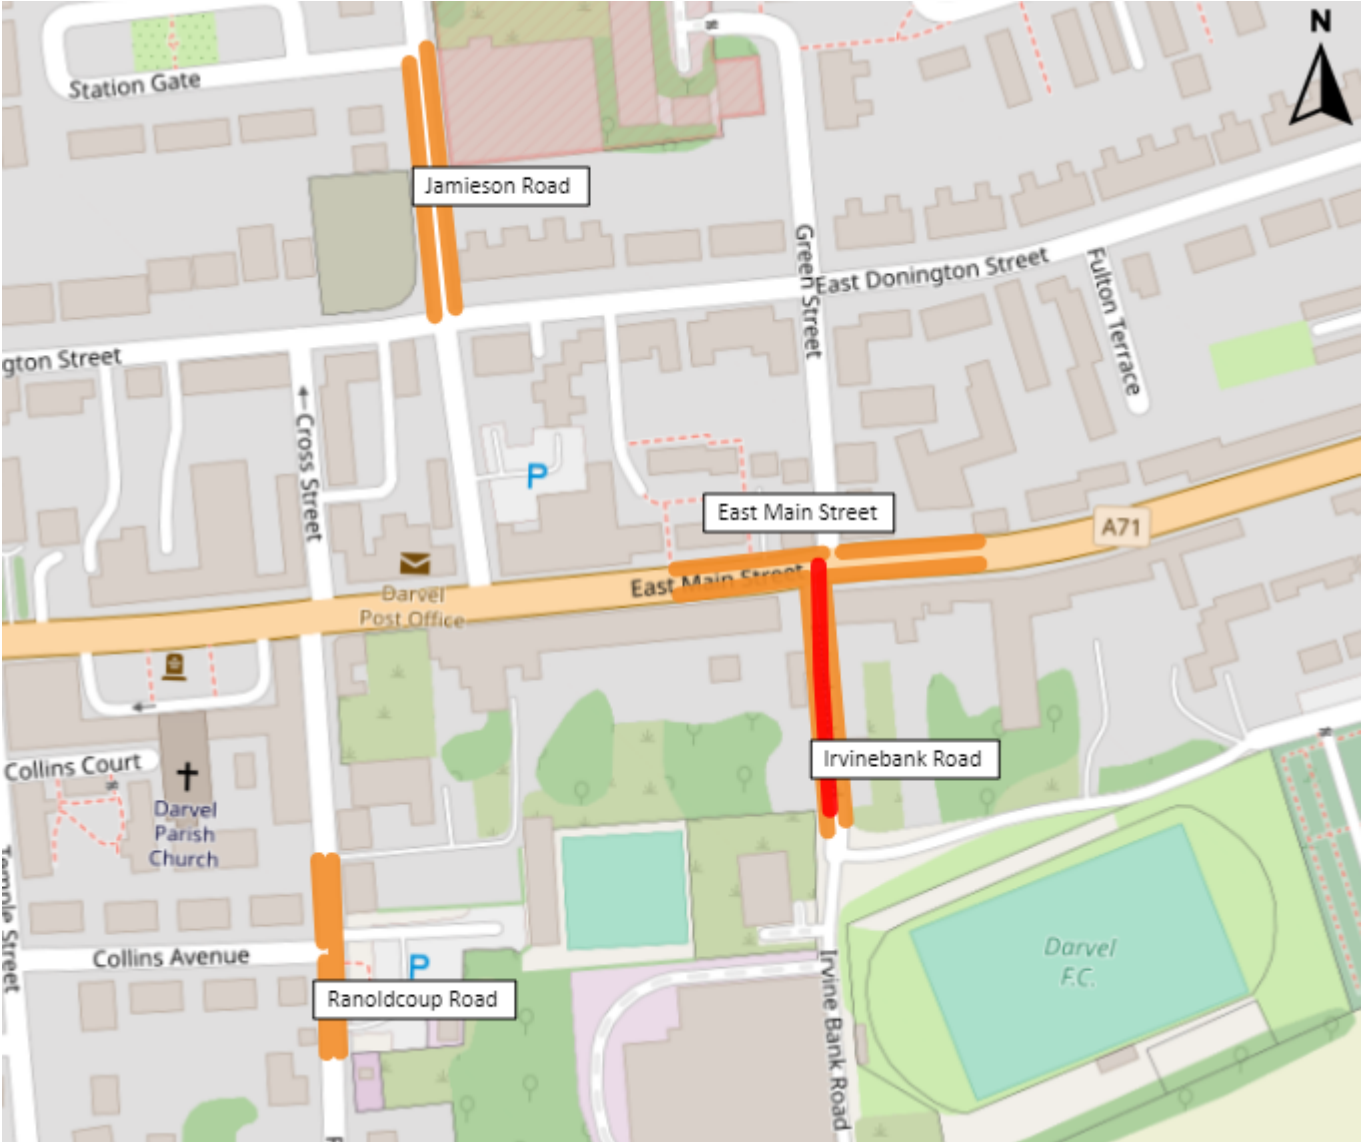 N
Station Gate
Jamieson Road
Green Street
East Donington Street
Fulton Terrace
gton Street
Cross Street
P
East Main Street
A71
East Main Street
Darvel
Post Office
Irvinebank Road
Collins Court
Darvel
Parish
Church
Temple Street
Collins Avenue
P
Darvel
F.C.
Ranoldcoup Road
Irvine Bank Road